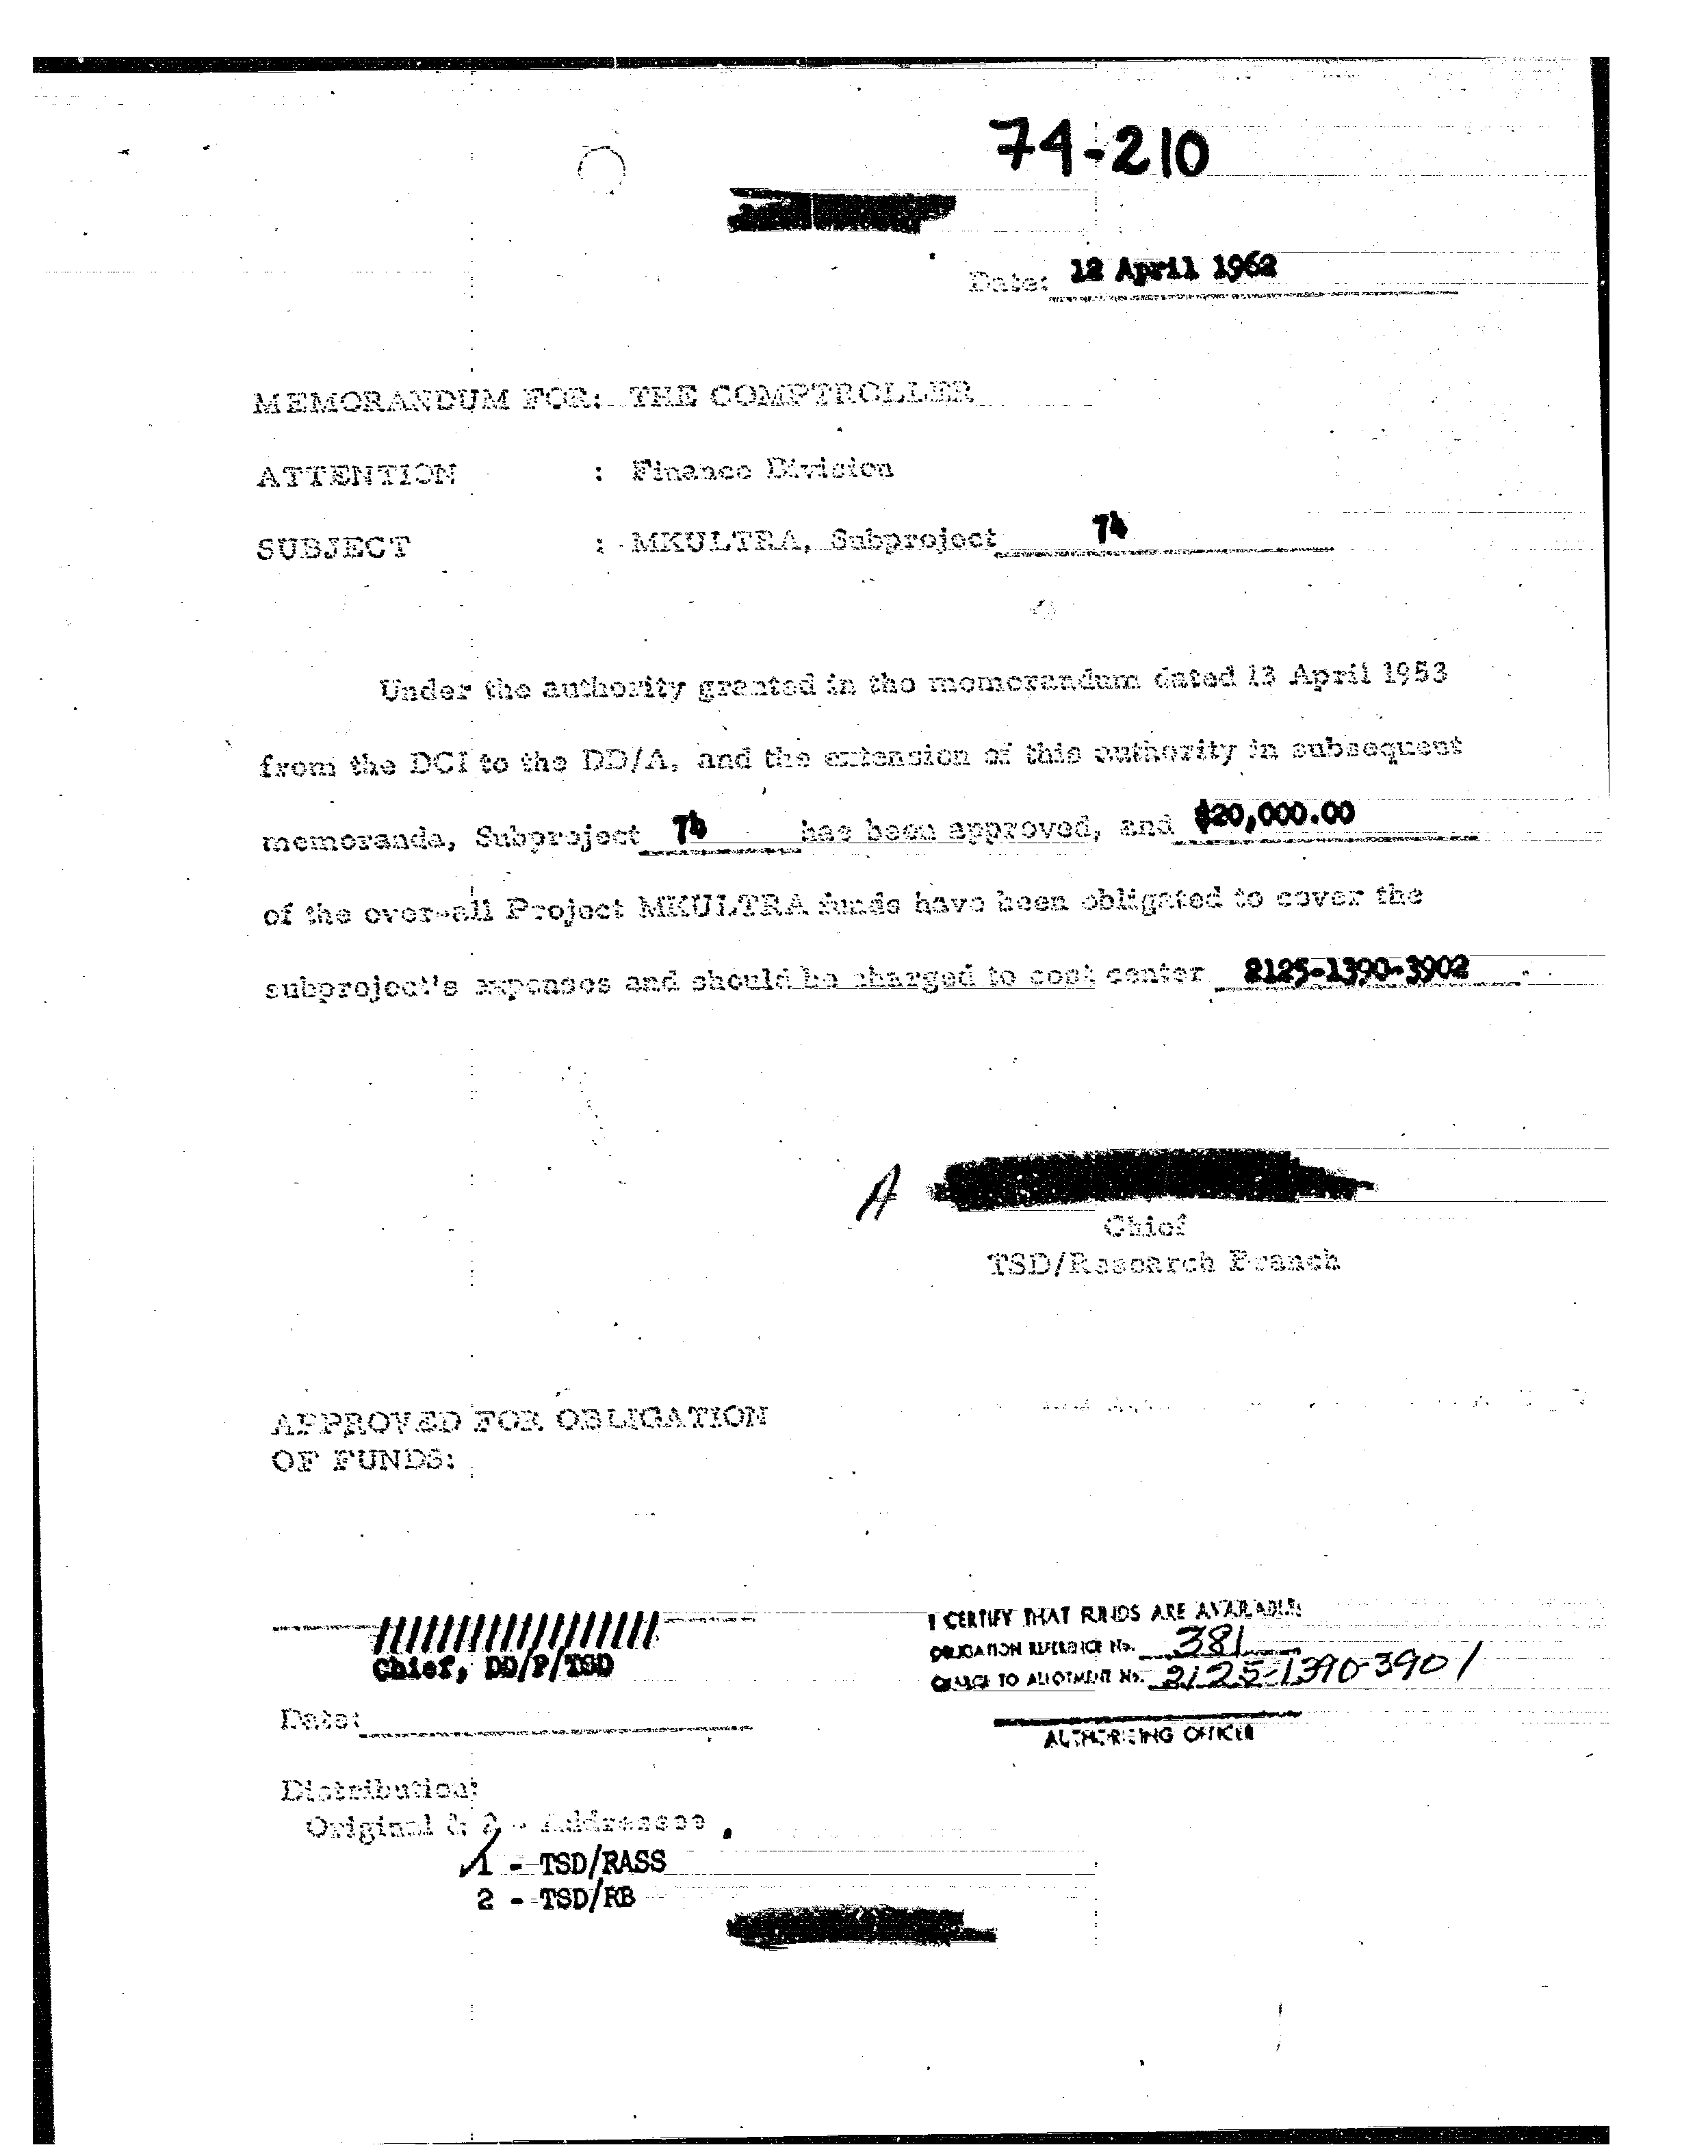 74-210
Date: 12 April 1962
MEMORANDUM FOR: THE COMPTROLLER
ATTENTION : Finance Division
SUBJECT : MKULTRA, Subproject 74
Under the authority granted in the memorandum dated 13 April 1953
from the DCI to the DD/A, and the extension of this authority in subsequent
memoranda, Subproject 74 has been approved, and $20,000.00
of the over-all Project MKULTRA funds have been obligated to cover the
subproject's expenses and should be charged to cost center 2125-1390-3902.
A
Chief
TSD/Research Branch
APPROVED FOR OBLIGATION
OF FUNDS:
Chief, DD/P/TSD
I CERTIFY THAT FUNDS ARE AVAILABLE:
OBLIGATION REFERENCE No. 381
CHARGE TO ALLOTMENT No. 2125-1390-3901
Date:
AUTHORIZING OFFICER
Distribution:
Original & 2 - Addressee
1 - TSD/RASS
2 - TSD/RB